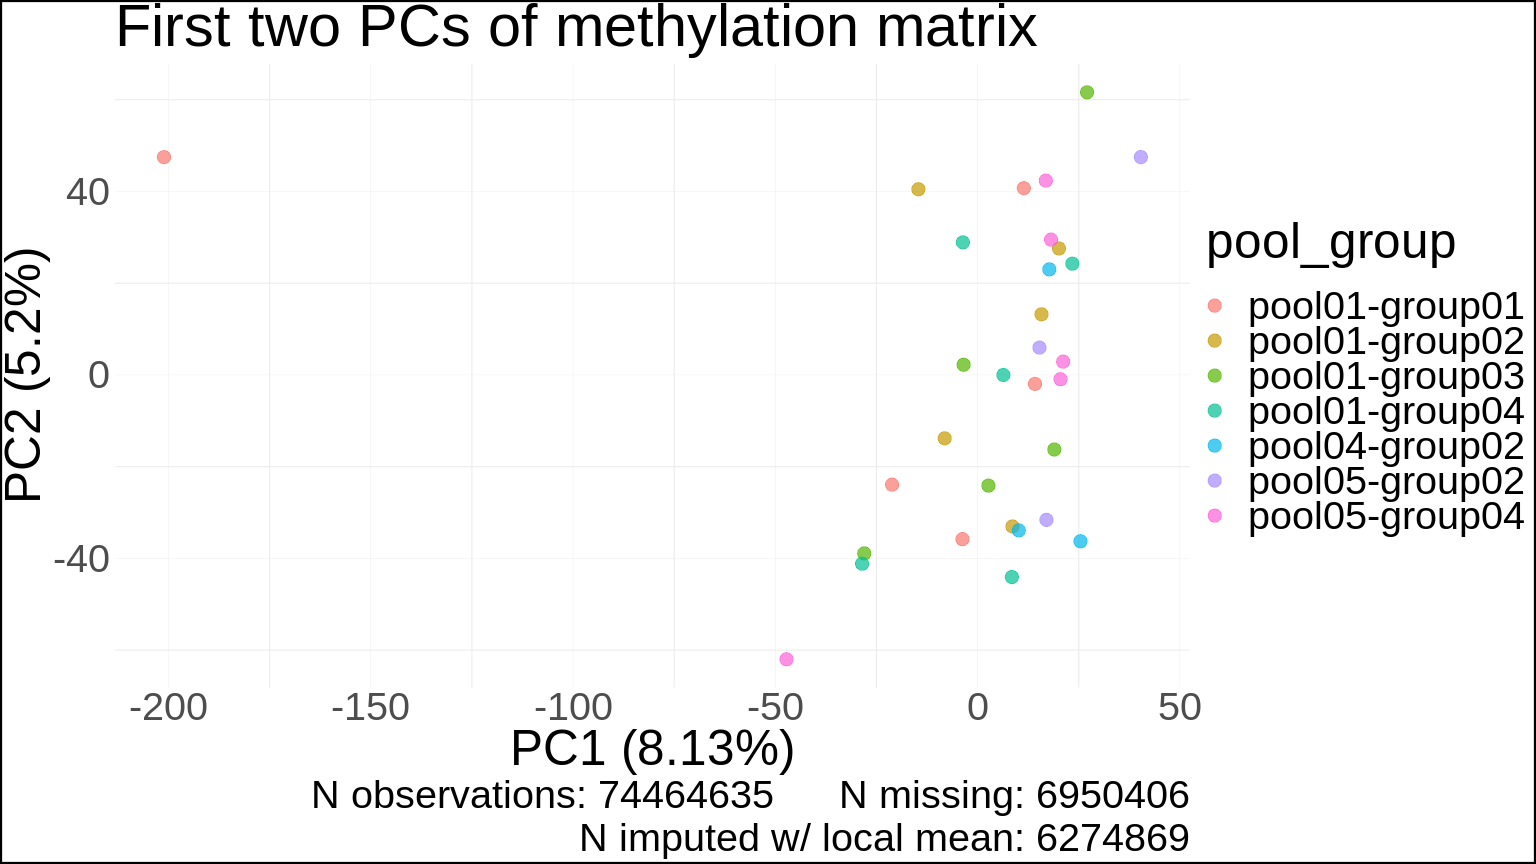 First two PCs of methylation matrix
PC2 (5.2%)
40
0
-40
-200 -150 -100 -50 0 50
PC1 (8.13%)
N observations: 74464635 N missing: 6950406
N imputed w/ local mean: 6274869
pool_group
pool01-group01
pool01-group02
pool01-group03
pool01-group04
pool04-group02
pool05-group02
pool05-group04